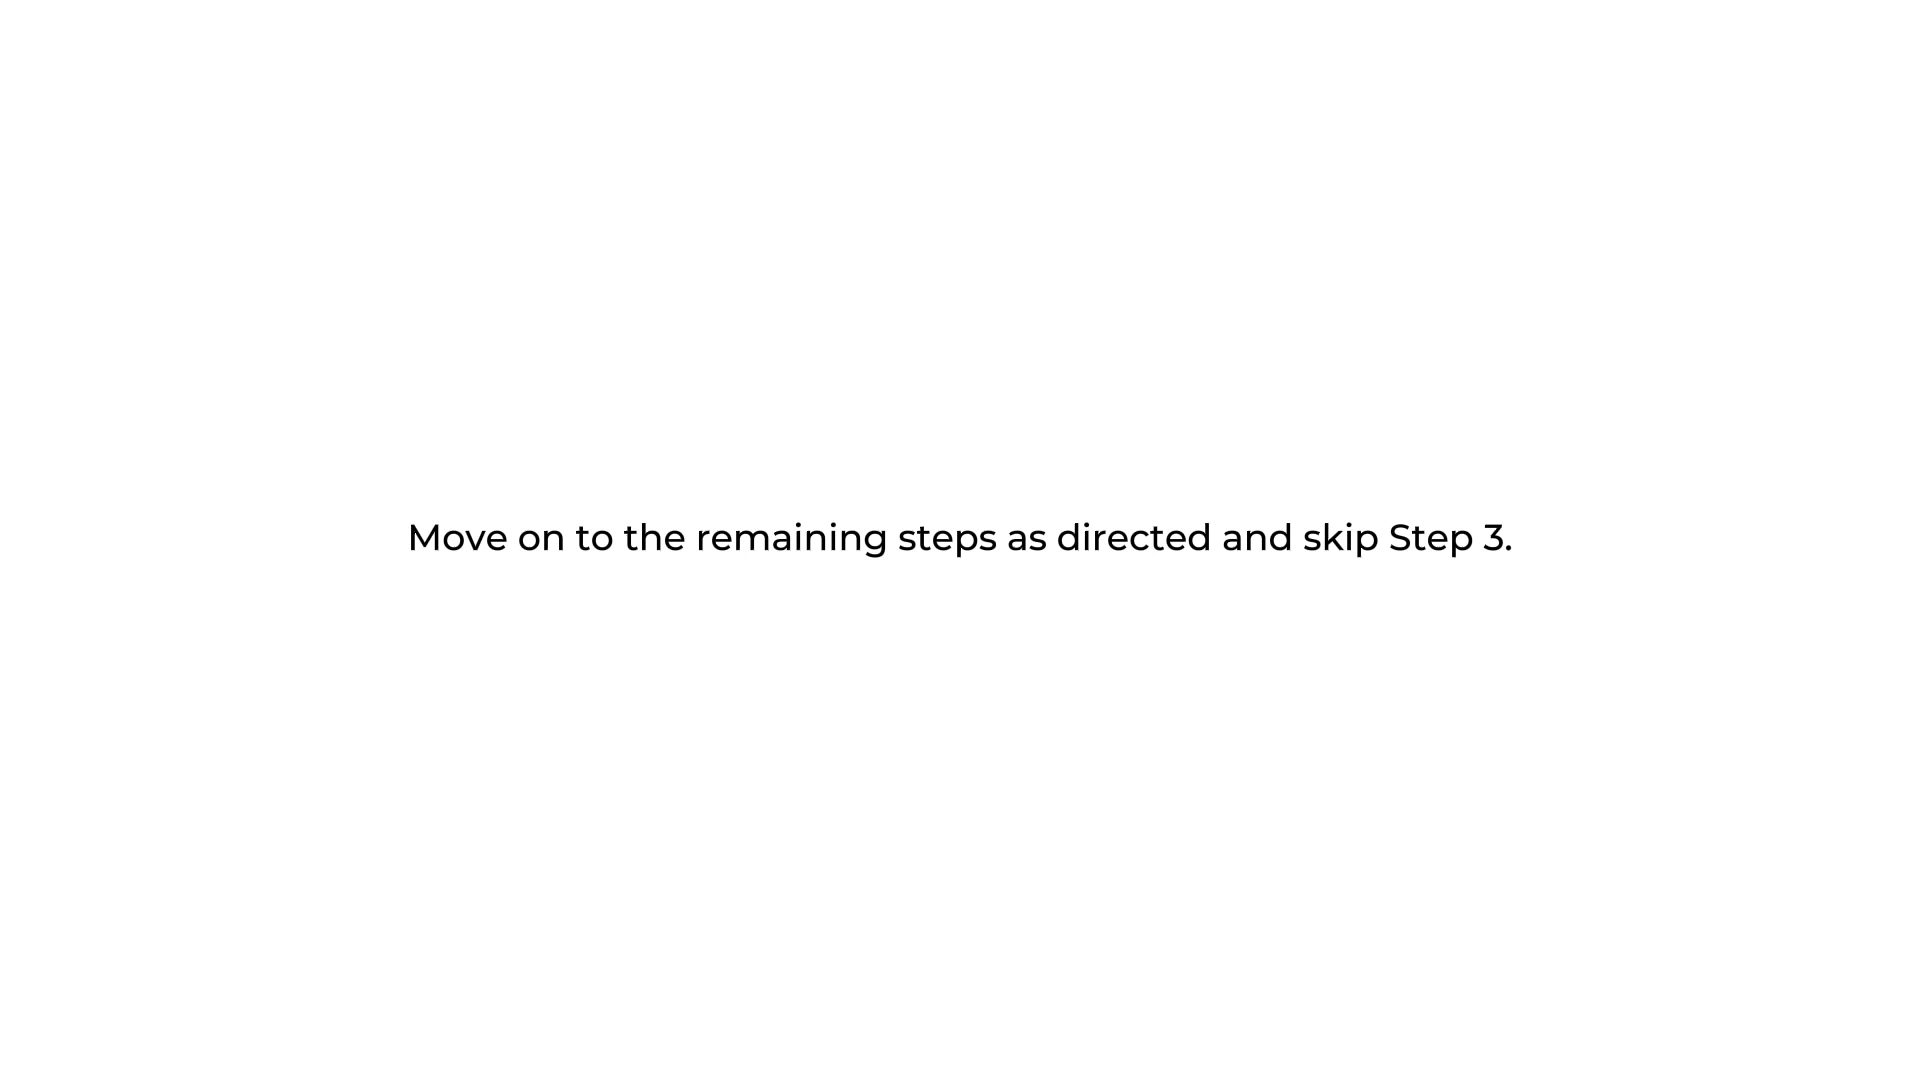 Move on to the remaining steps as directed and skip Step 3.